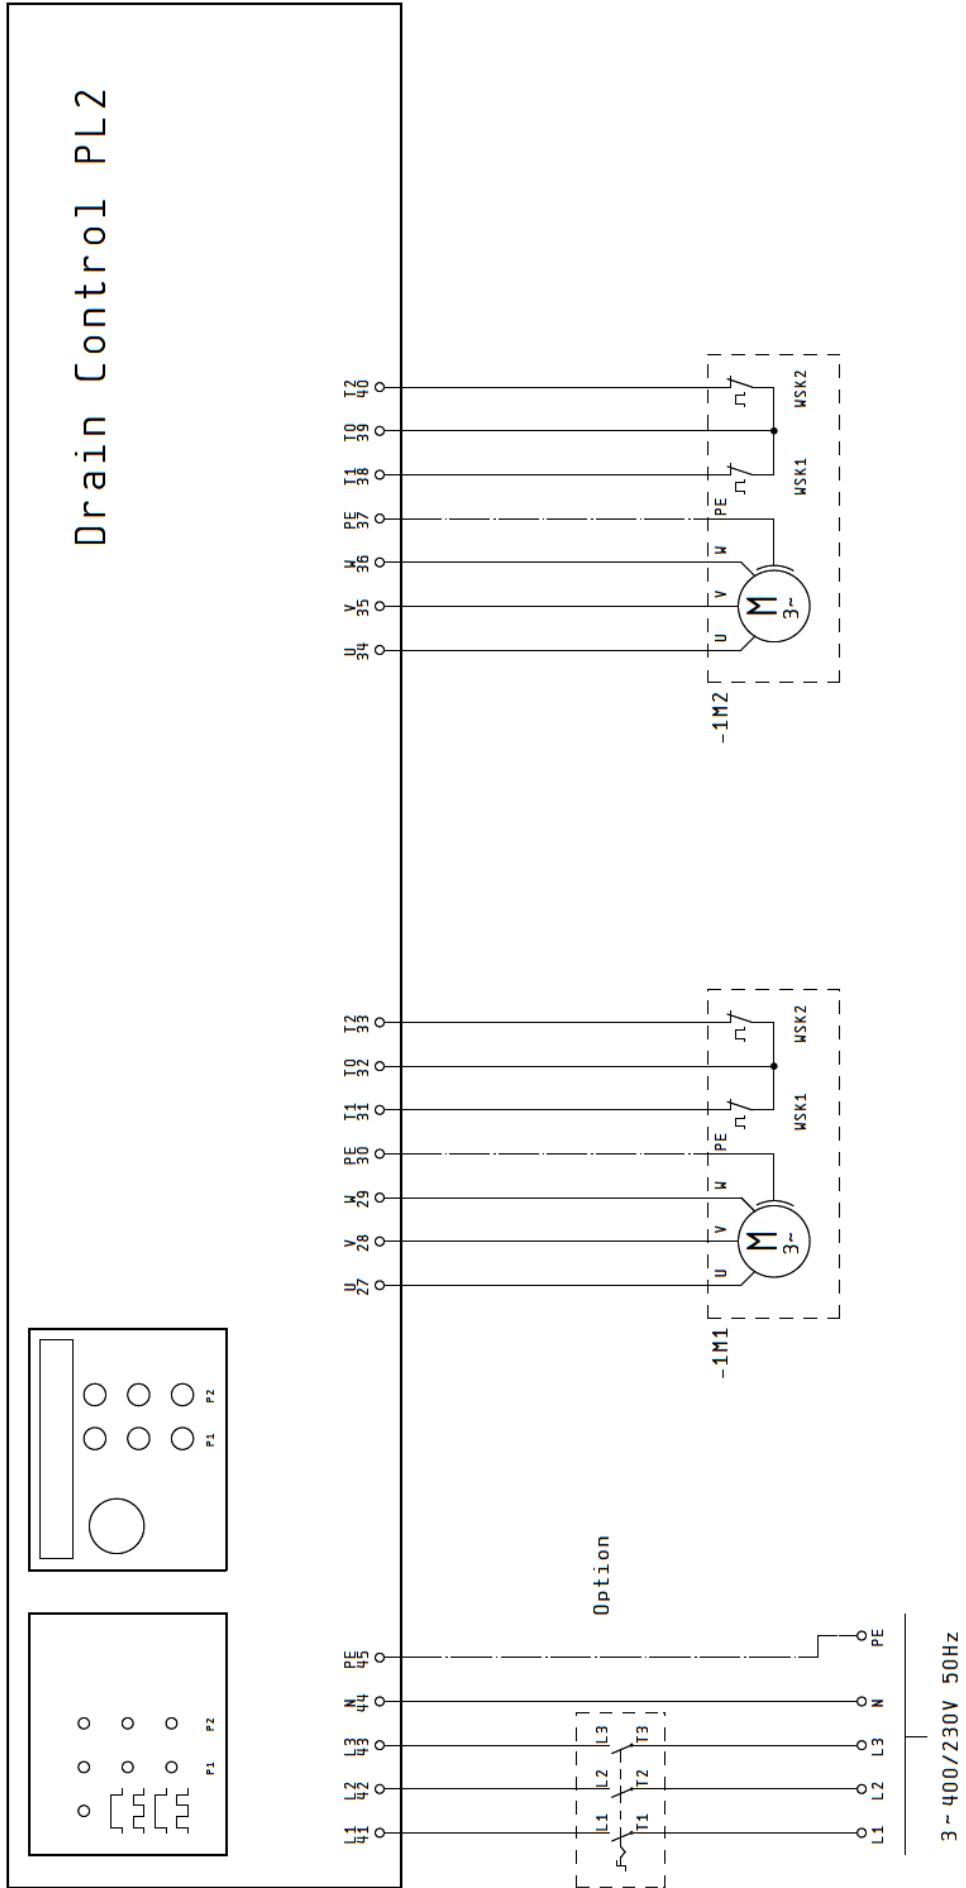 Drain Control PL2
L1 L2 L3 N PE
41 42 43 44 45
U V W PE T1 T0 T2
27 28 29 30 31 32 33
U V W PE T1 T0 T2
34 35 36 37 38 39 40
P1 P2
P1 P2
Option
L1 L2 L3
T1 T2 T3
L1 L2 L3 N PE
3~400/230V 50Hz
-1M1
U V W PE
M
3~
WSK1 WSK2
-1M2
U V W PE
M
3~
WSK1 WSK2